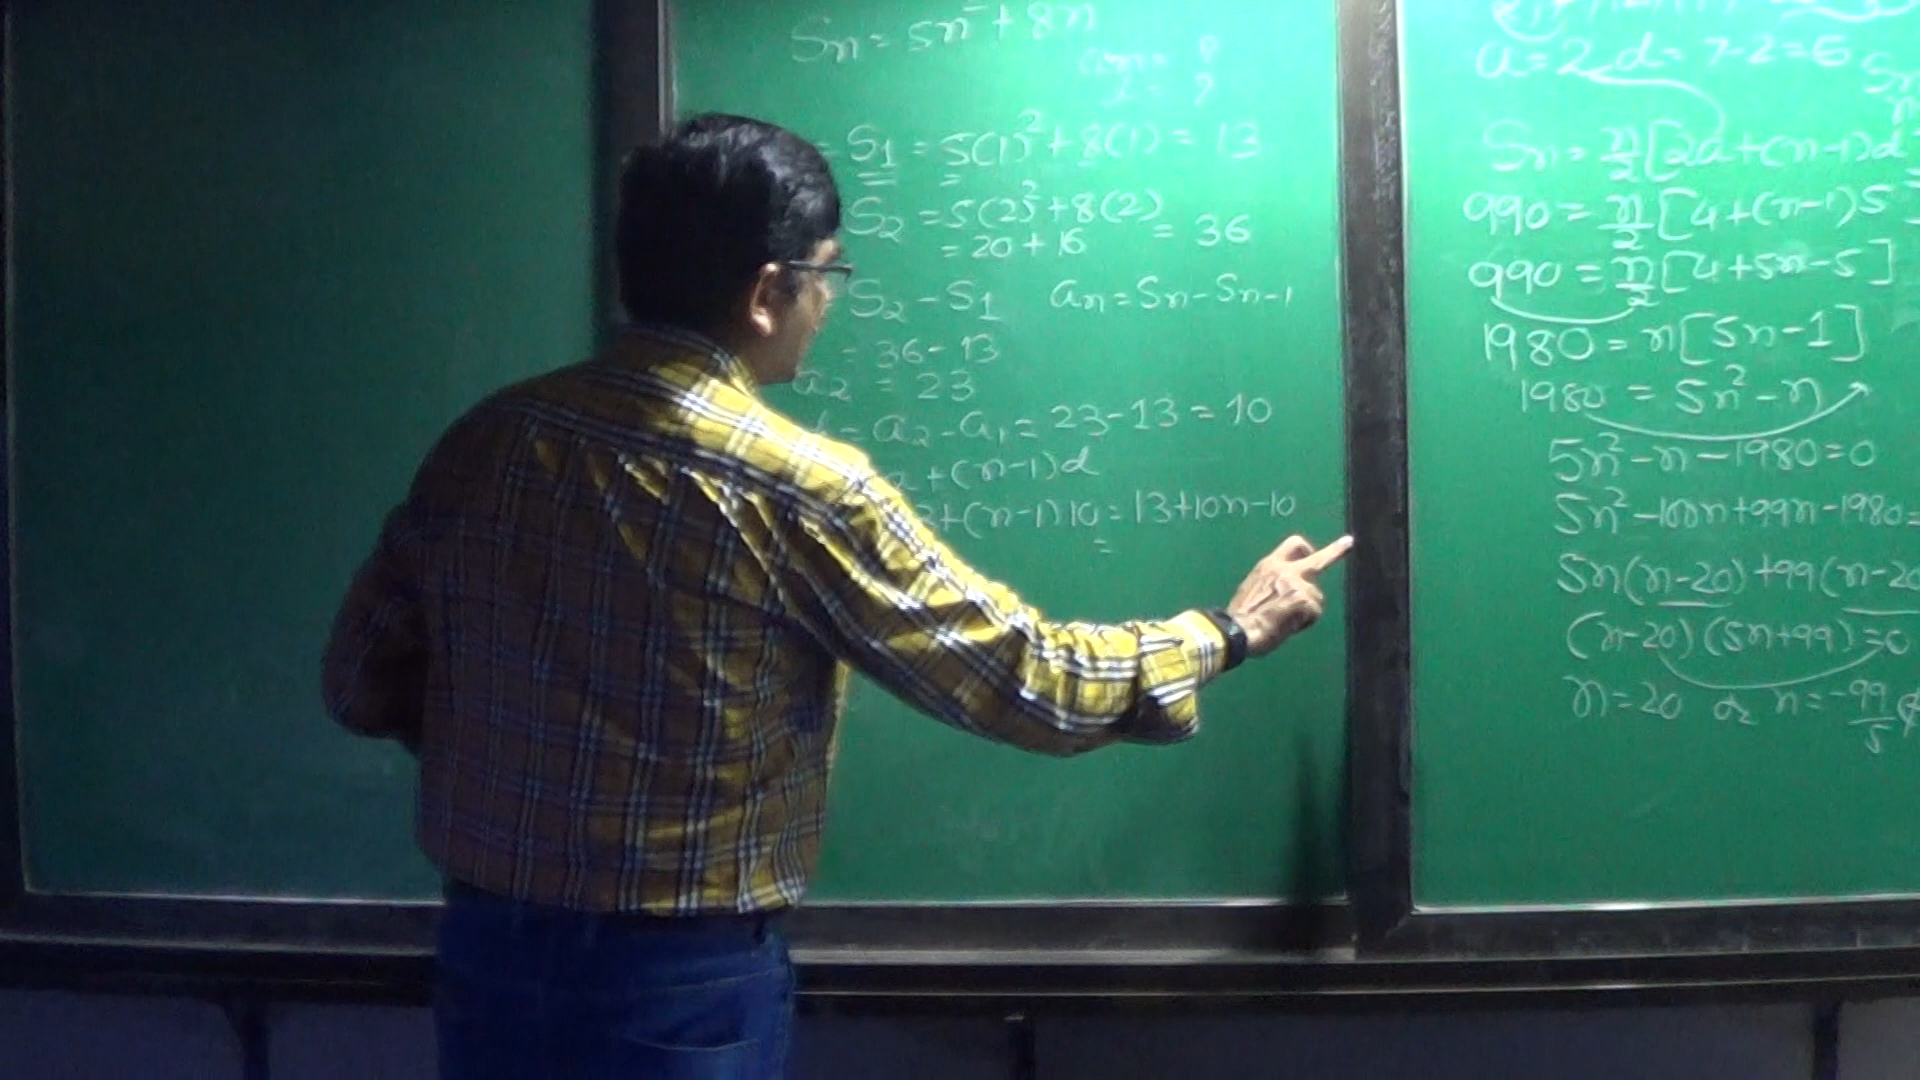 Sn = 5n² + 8n
S1 = 5(1)² + 8(1) = 13
S2 = 5(2)² + 8(2)
= 20 + 16 = 36
S2 - S1 an = Sn - Sn-1
= 36 - 13
a2 = 23
= a2 - a1 = 23 - 13 = 10
+ (n-1)d
+ (n-1)10 = 13 + 10n - 10
a = 2 d = 7 - 2 = 6
Sn = n/2 [2a + (n-1)d
990 = n/2 [4 + (n-1)5
990 = n/2 [4 + 5n - 5]
1980 = n[5n - 1]
1980 = 5n² - n
5n² - n - 1980 = 0
5n² - 100n + 99n - 1980 =
5n(n-20) + 99(n-20
(n-20)(5n+99) = 0
n = 20 or n = -99/5